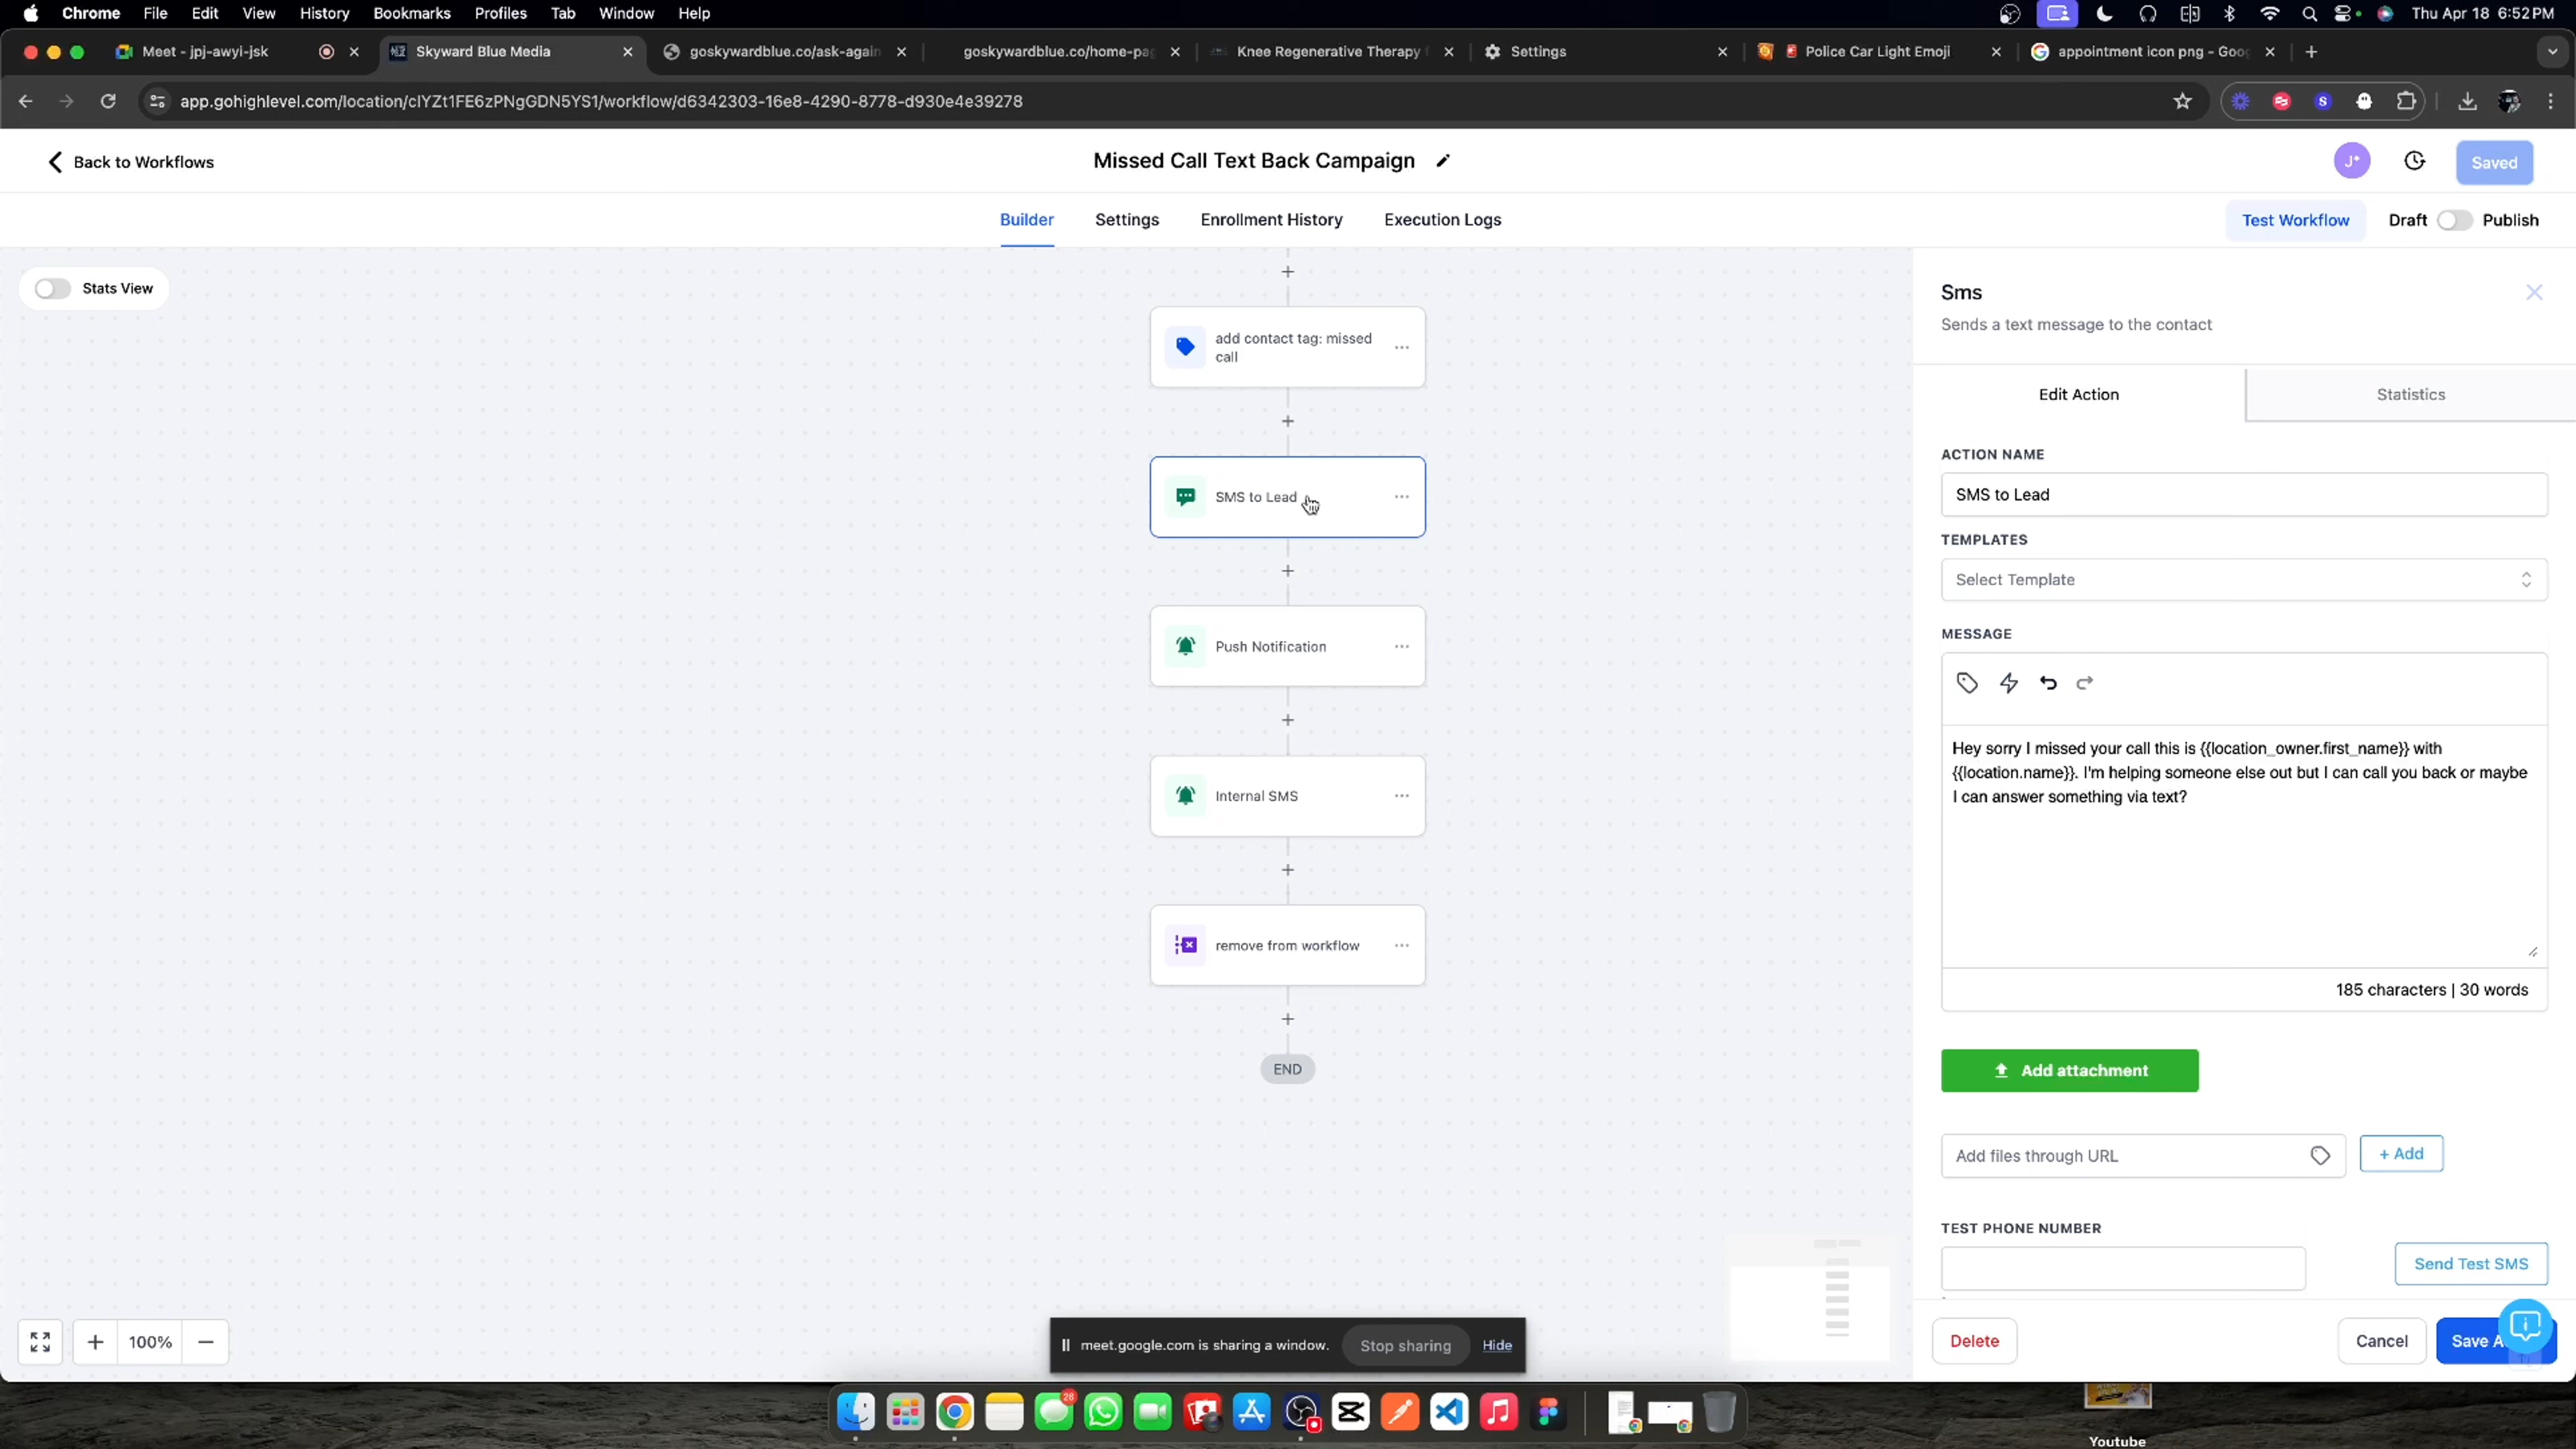 Chrome File Edit View History Bookmarks Profiles Tab Window Help
Thu Apr 18 6:52 PM
Meet - jpj-awyi-jsk
Skyward Blue Media
goskywardblue.co/ask-again
goskywardblue.co/home-pag
Knee Regenerative Therapy
Settings
Police Car Light Emoji
appointment icon png - Goog
app.gohighlevel.com/location/cIYZt1FE6zPNgGDN5YS1/workflow/d6342303-16e8-4290-8778-d930e4e39278
S
Back to Workflows
Missed Call Text Back Campaign
J*
Saved
Builder
Settings
Enrollment History
Execution Logs
Test Workflow
Draft
Publish
Stats View
add contact tag: missed
call
SMS to Lead
Push Notification
Internal SMS
remove from workflow
END
Sms
Sends a text message to the contact
Edit Action
Statistics
ACTION NAME
SMS to Lead
TEMPLATES
Select Template
MESSAGE
Hey sorry I missed your call this is {{location_owner.first_name}} with
{{location.name}}. I'm helping someone else out but I can call you back or maybe
I can answer something via text?
185 characters | 30 words
Add attachment
Add files through URL
+ Add
TEST PHONE NUMBER
Send Test SMS
Delete
Cancel
Save A
100%
meet.google.com is sharing a window.
Stop sharing
Hide
28
Youtube